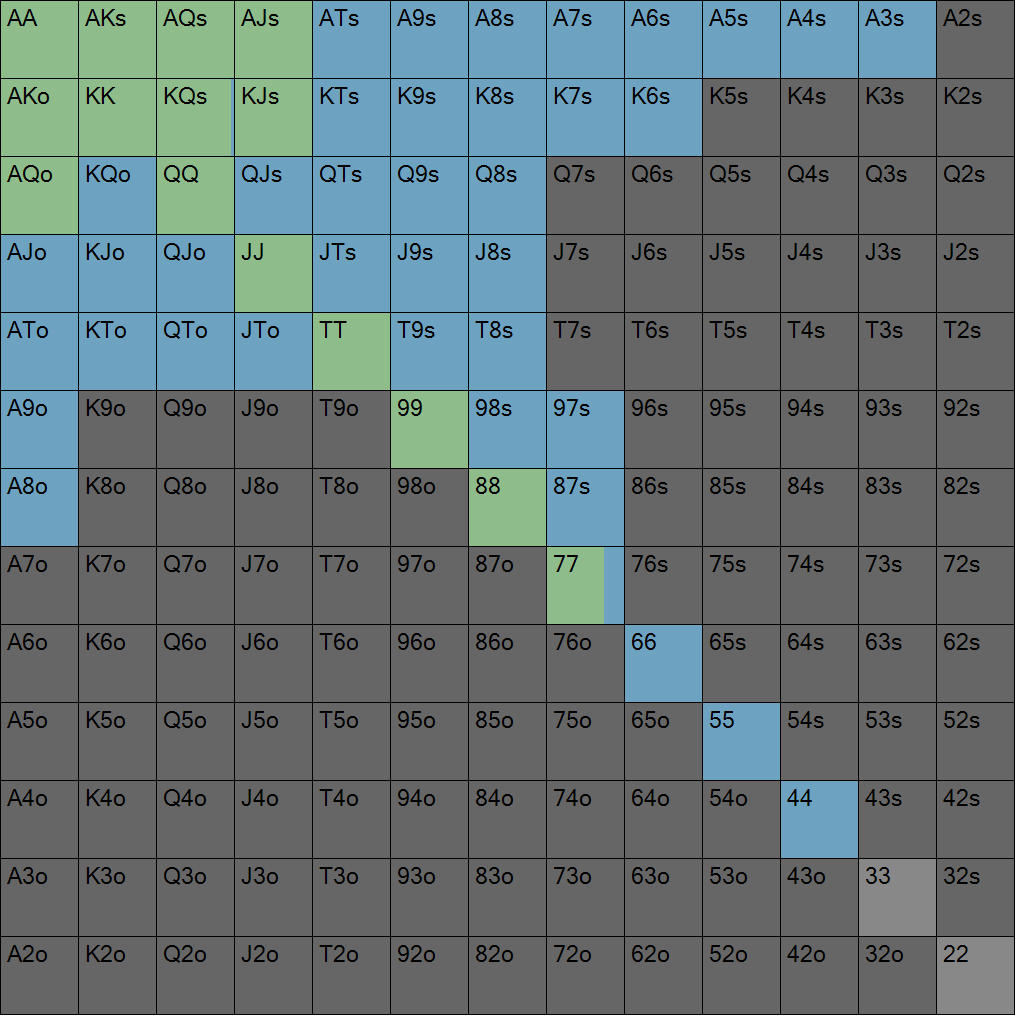 AA AKs AQs AJs ATs A9s A8s A7s A6s A5s A4s A3s A2s
AKo KK KQs KJs KTs K9s K8s K7s K6s K5s K4s K3s K2s
AQo KQo QQ QJs QTs Q9s Q8s Q7s Q6s Q5s Q4s Q3s Q2s
AJo KJo QJo JJ JTs J9s J8s J7s J6s J5s J4s J3s J2s
ATo KTo QTo JTo TT T9s T8s T7s T6s T5s T4s T3s T2s
A9o K9o Q9o J9o T9o 99 98s 97s 96s 95s 94s 93s 92s
A8o K8o Q8o J8o T8o 98o 88 87s 86s 85s 84s 83s 82s
A7o K7o Q7o J7o T7o 97o 87o 77 76s 75s 74s 73s 72s
A6o K6o Q6o J6o T6o 96o 86o 76o 66 65s 64s 63s 62s
A5o K5o Q5o J5o T5o 95o 85o 75o 65o 55 54s 53s 52s
A4o K4o Q4o J4o T4o 94o 84o 74o 64o 54o 44 43s 42s
A3o K3o Q3o J3o T3o 93o 83o 73o 63o 53o 43o 33 32s
A2o K2o Q2o J2o T2o 92o 82o 72o 62o 52o 42o 32o 22